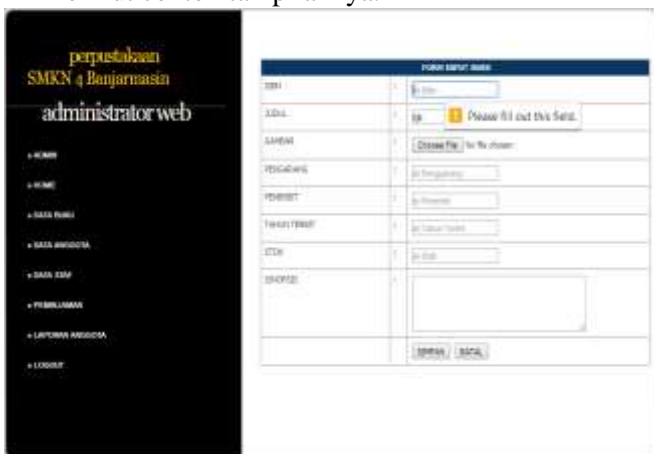 perpustakaan
SMKN 4 Banjarmasin
administrator web
» ADMIN
» HOME
» DATA BUKU
» DATA ANGGOTA
» DATA STAF
» PEMINJAMAN
» LAPORAN ANGGOTA
» LOGOUT
FORM INPUT BUKU
ISBN :
JUDUL :
Please fill out this field.
GAMBAR :
Choose File No file chosen
PENGARANG :
PENERBIT :
TAHUN TERBIT :
STOK :
SINOPSIS :
SIMPAN BATAL